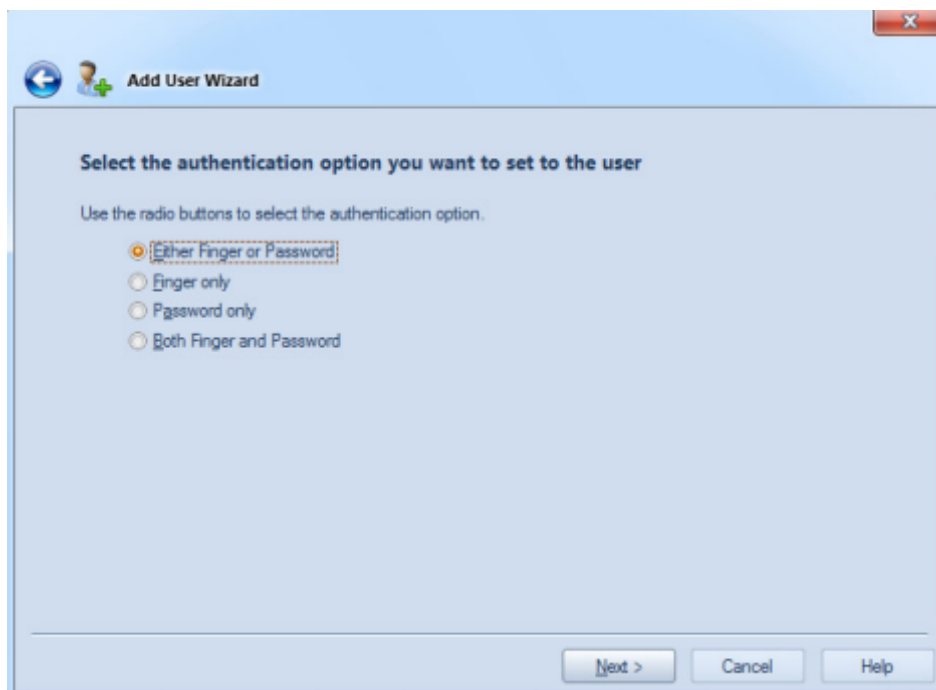 Add User Wizard
Select the authentication option you want to set to the user
Use the radio buttons to select the authentication option.
Either Finger or Password
Finger only
Password only
Both Finger and Password
Next > Cancel Help